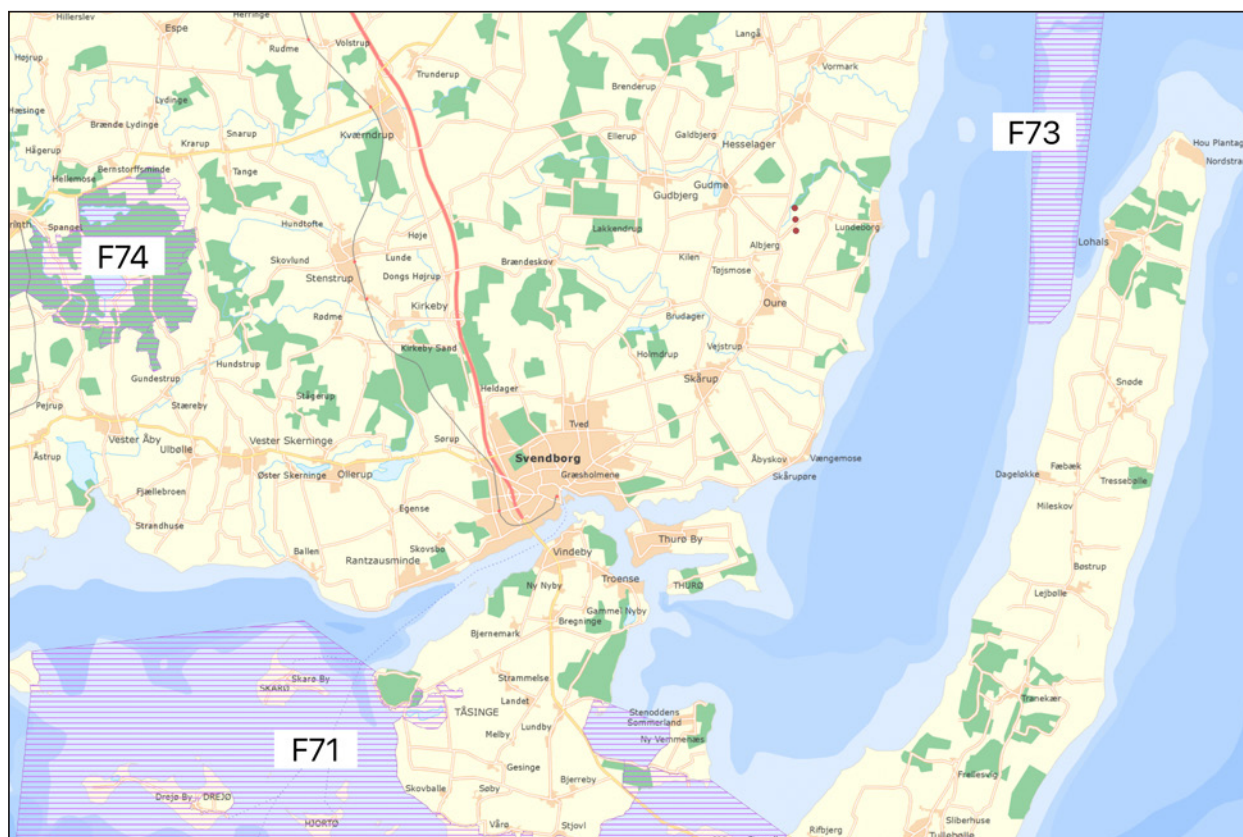 Hillerslev
Herringe
Espe
Rudme
Volstrup
Langå
Højrup
Trunderup
Vormark
Lydinge
Brenderup
Hæsinge
Brænde Lydinge
Snarup
Kværndrup
Ellerup
Galdbjerg
F73
Hesselager
Hågerup
Krarup
Hou Plantag
Bernstorffsminde
Nordstra
Hellemose
Tange
Gudme
Gudbjerg
rinth
Spange
Hundtofte
Høje
Lakkendrup
Lundeborg
F74
Albjerg
Lohals
Skovlund
Lunde
Brændeskov
Kilen
Stenstrup
Dongs Højrup
Tøjsmose
Kirkeby
Oure
Rødme
Brudager
Kirkeby Sand
Vejstrup
Hundstrup
Holmdrup
Gundestrup
Skårup
Snøde
Heldager
Stågerup
Pejrup
Stæreby
Tved
Vester Åby
Vester Skerninge
Sørup
Ulbølle
Svendborg
Åstrup
Åbyskov
Vængemose
Øster Skerninge
Ollerup
Græsholmene
Skårupøre
Dageløkke
Fæbæk
Tressebølle
Fjællebroen
Mileskov
Egense
Strandhuse
Ballen
Skovsbo
Thurø By
Rantzausminde
Vindeby
Bøstrup
Troense
Ny Nyby
THURØ
Lejbølle
Gammel Nyby
Bregninge
Bjernemark
Skarø By
Strammelse
SKARØ
Tranekær
Landet
TÅSINGE
Stenoddens
Sommerland
Lundby
Melby
Ny Vemmenæs
F71
Gesinge
Bjerreby
Frellesvig
Skovballe
Søby
Drejø By
DREJØ
HJORTØ
Vårø
Stjovl
Rifbjerg
Sliberhuse
Tullebølle